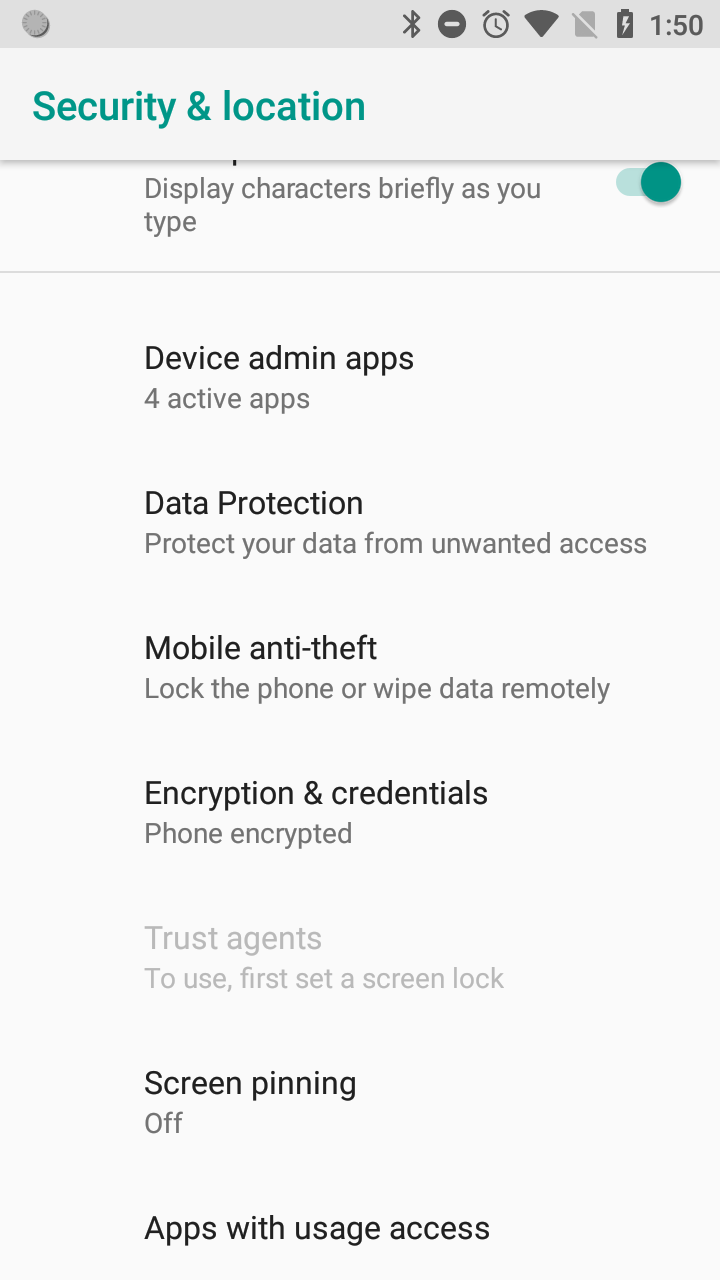 1:50
Security & location
Display characters briefly as you
type
Device admin apps
4 active apps
Data Protection
Protect your data from unwanted access
Mobile anti-theft
Lock the phone or wipe data remotely
Encryption & credentials
Phone encrypted
Trust agents
To use, first set a screen lock
Screen pinning
Off
Apps with usage access